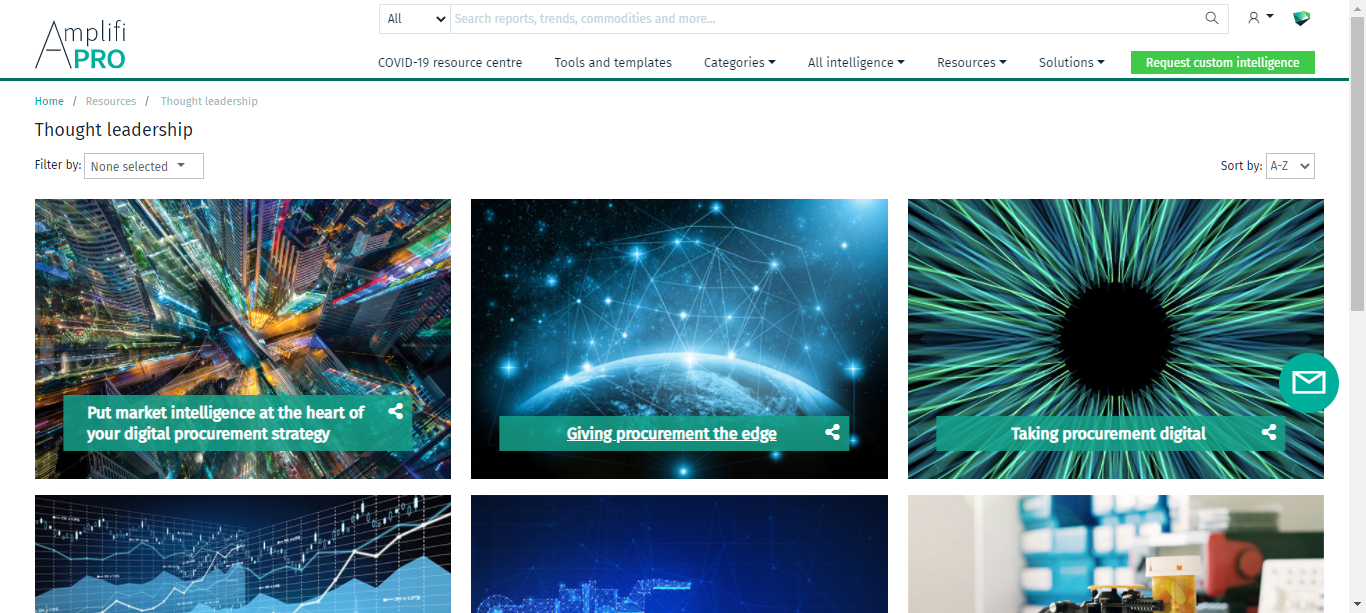 Amplifi
PRO
All
Search reports, trends, commodities and more...
COVID-19 resource centre
Tools and templates
Categories
All intelligence
Resources
Solutions
Request custom intelligence
Home / Resources / Thought leadership
Thought leadership
Filter by: None selected
Sort by: A-Z
Put market intelligence at the heart of
your digital procurement strategy
Giving procurement the edge
Taking procurement digital